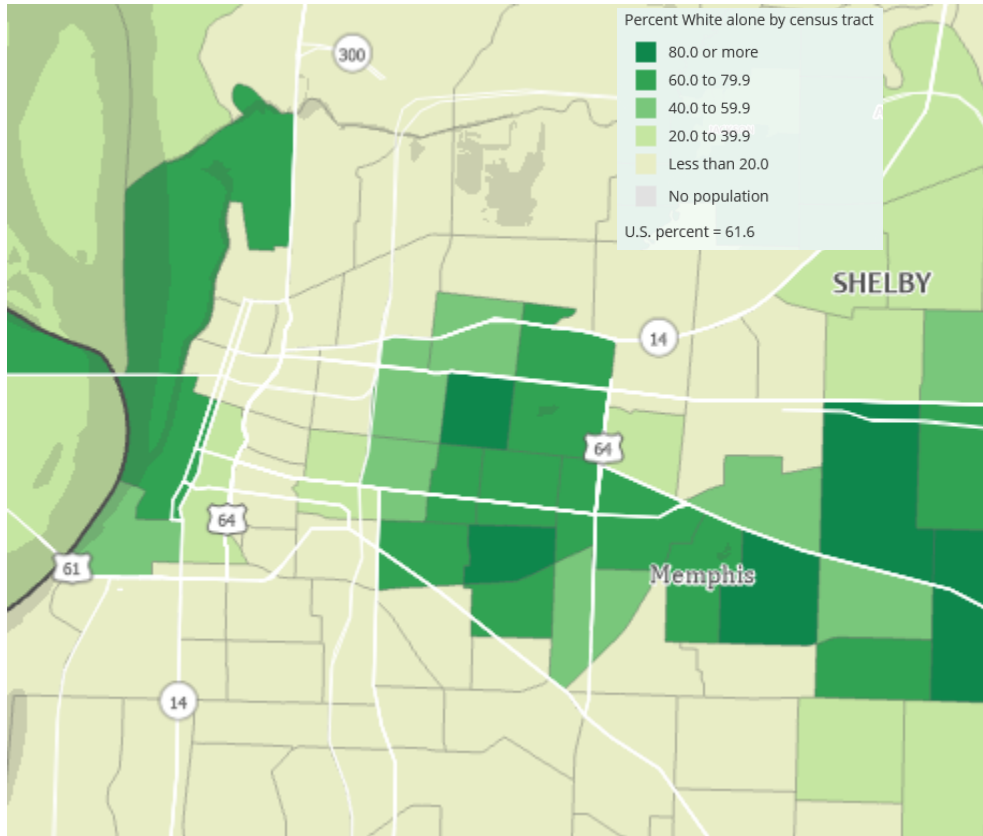 Percent White alone by census tract
80.0 or more
60.0 to 79.9
40.0 to 59.9
20.0 to 39.9
Less than 20.0
No population
U.S. percent = 61.6
300
SHELBY
14
64
64
61
Memphis
14